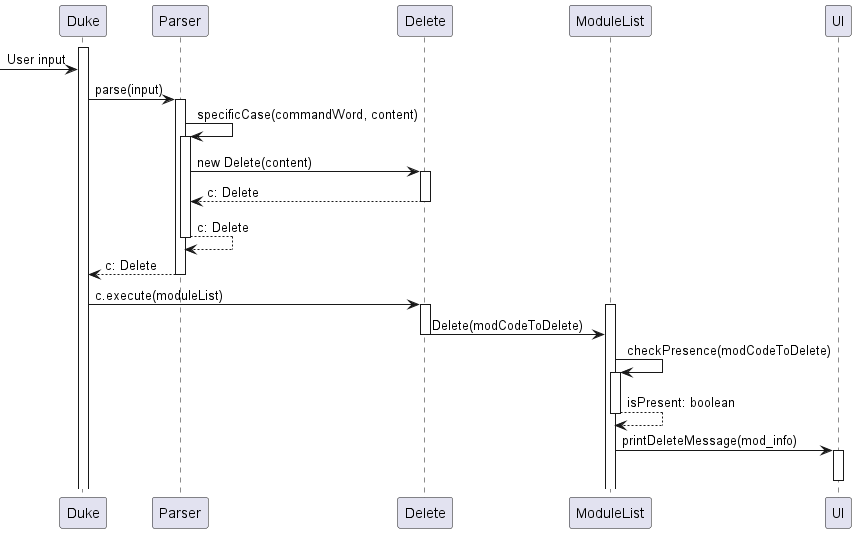 Duke Parser Delete ModuleList UI
User input
parse(input)
specificCase(commandWord, content)
new Delete(content)
c: Delete
c: Delete
c: Delete
c.execute(moduleList)
Delete(modCodeToDelete)
checkPresence(modCodeToDelete)
isPresent: boolean
printDeleteMessage(mod_info)
Duke Parser Delete ModuleList UI